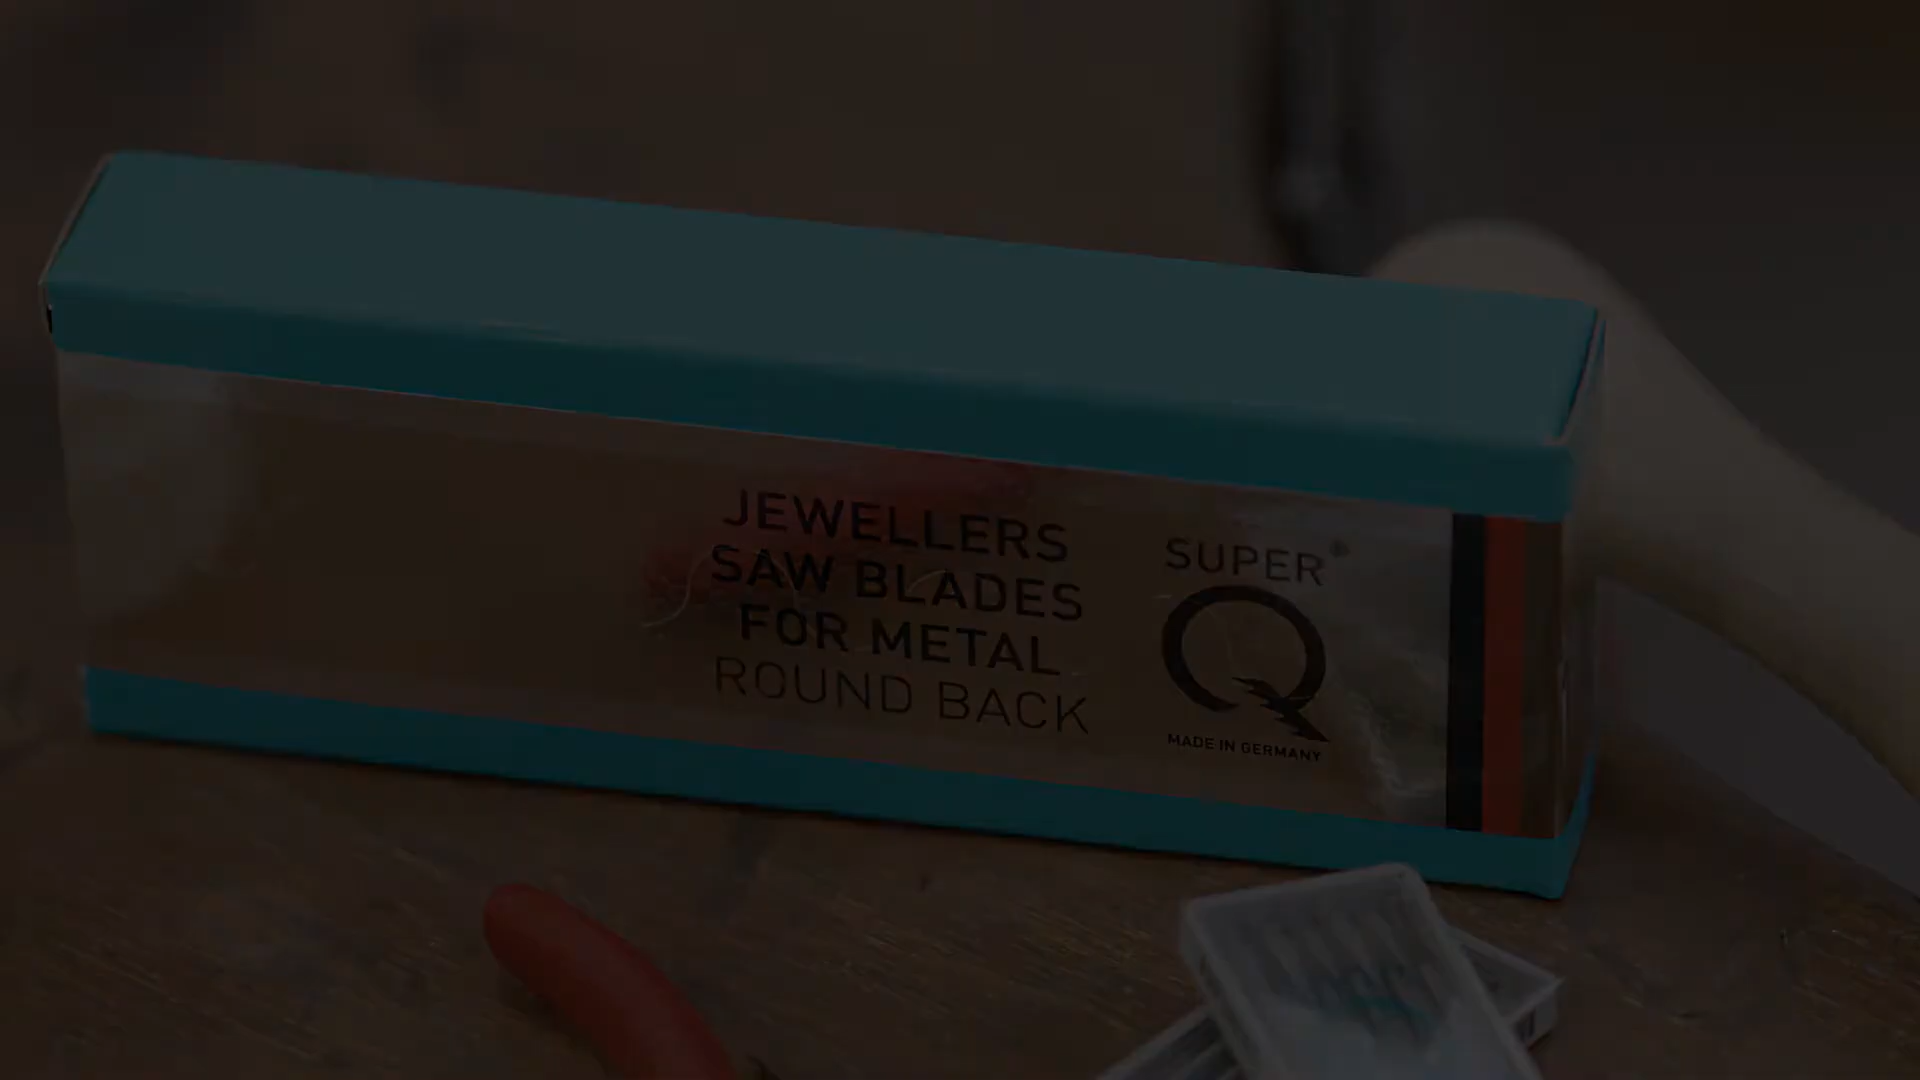 JEWELLERS
SAW BLADES
FOR METAL
ROUND BACK
SUPER®
Q
MADE IN GERMANY